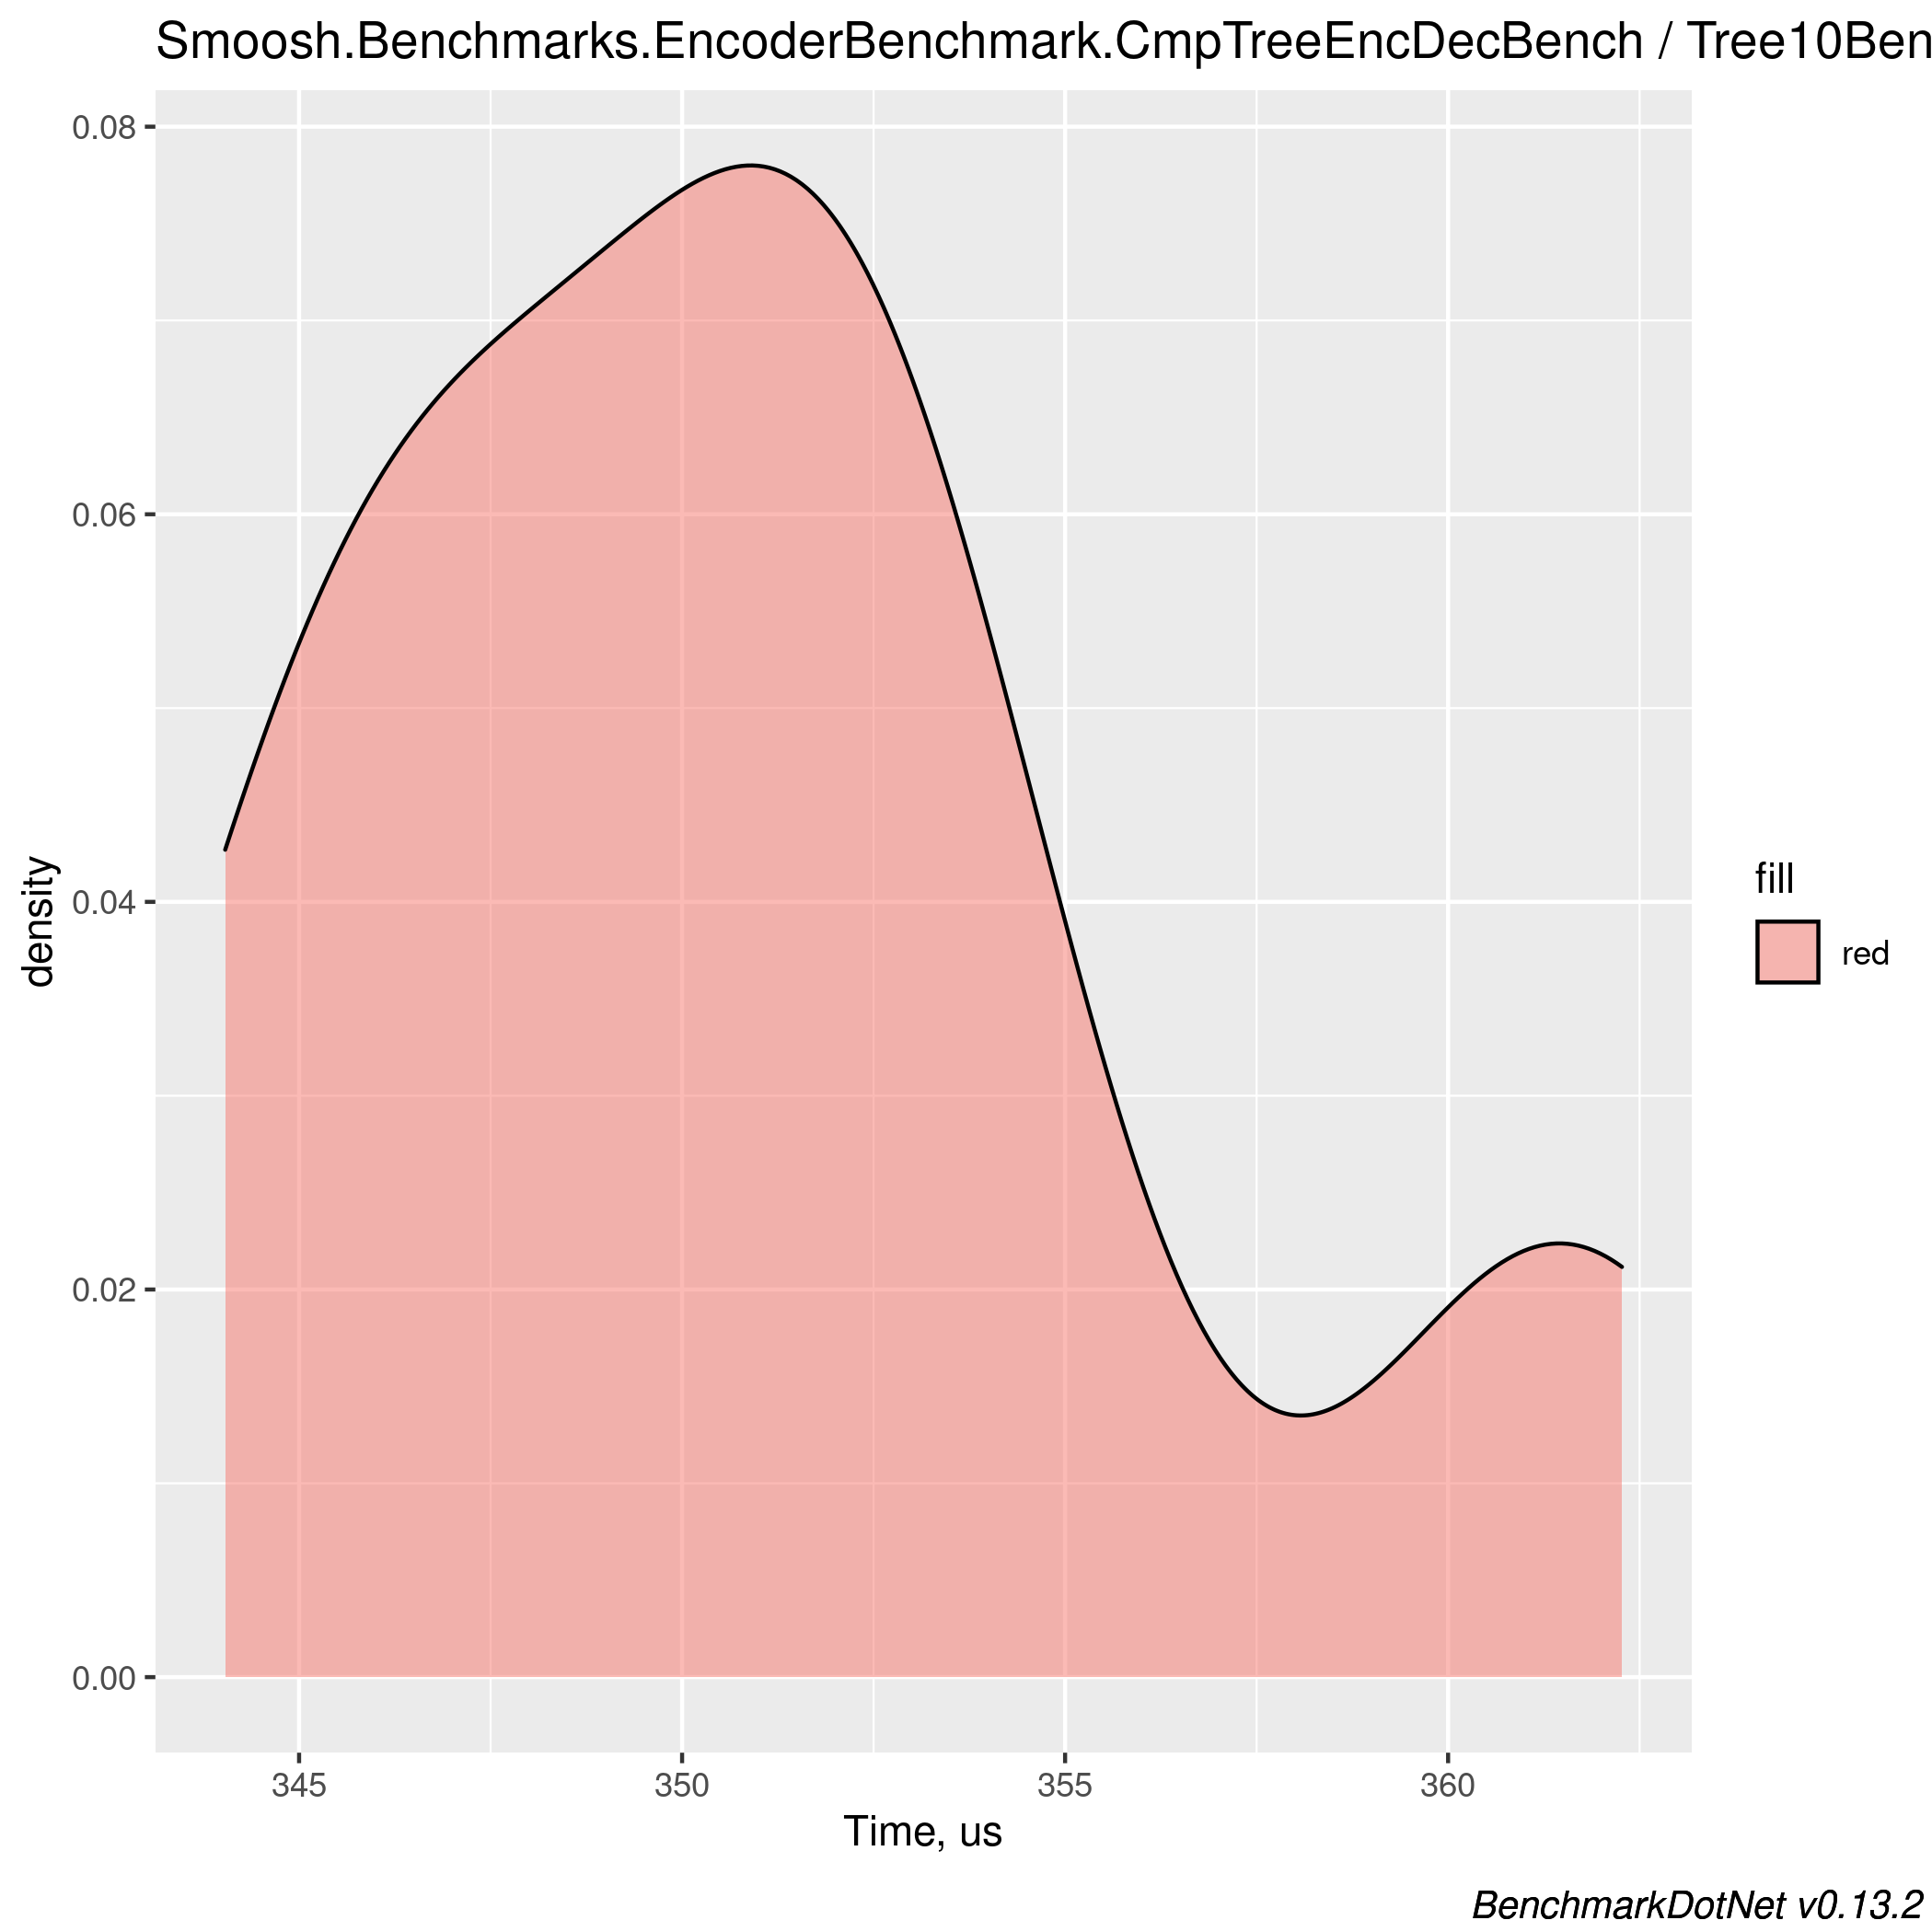 Smoosh.Benchmarks.EncoderBenchmark.CmpTreeEncDecBench / Tree10Ben
0.08
0.06
0.04
0.02
0.00
density
345 350 355 360
Time, us
fill
red
BenchmarkDotNet v0.13.2